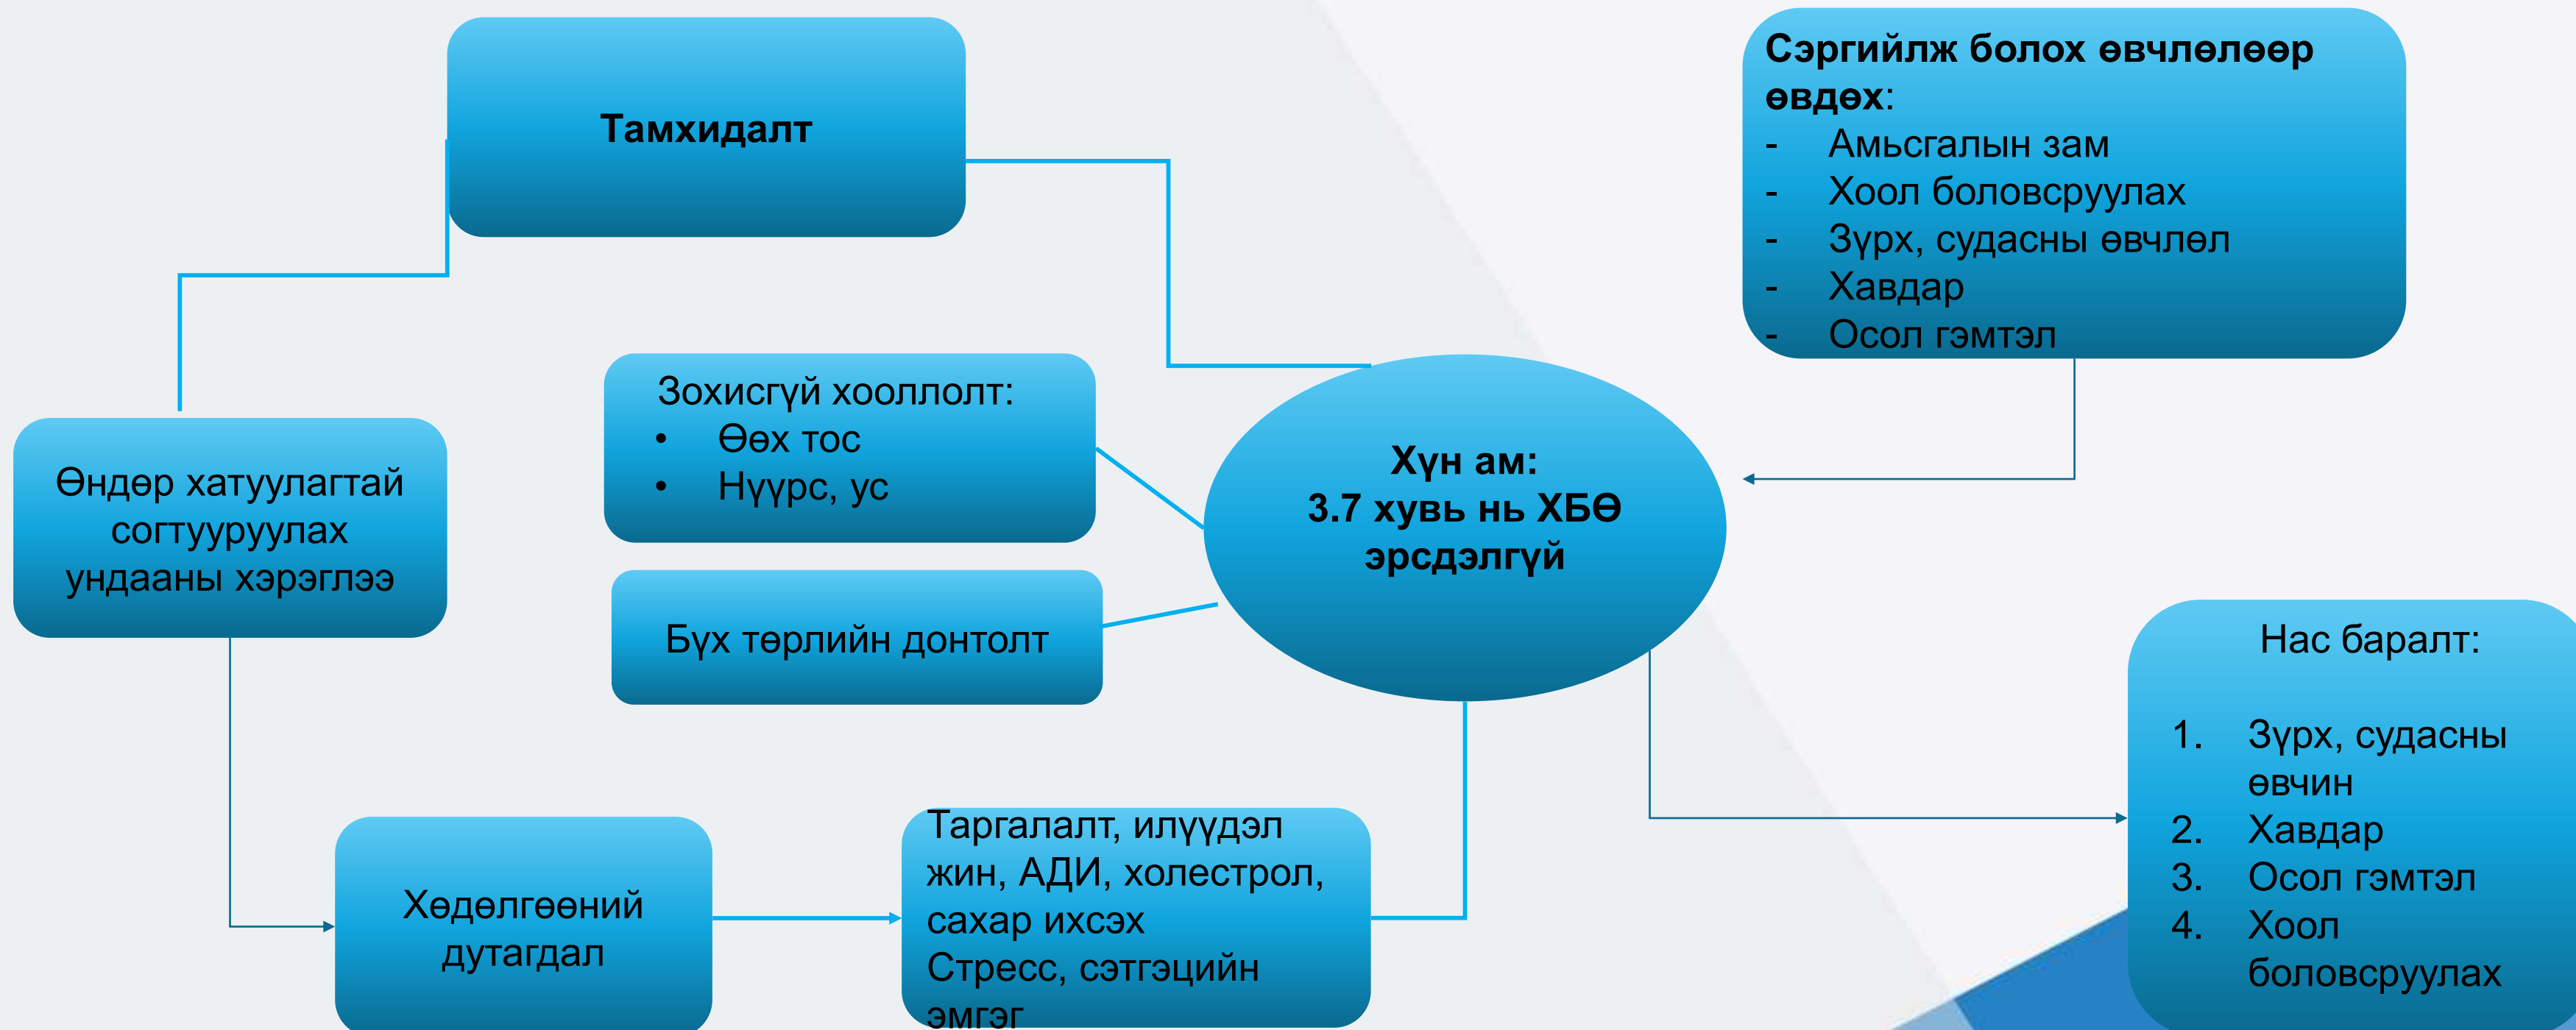 Тамхидалт
Сэргийлж болох өвчлөлөөр
өвдөх:
- Амьсгалын зам
- Хоол боловсруулах
- Зүрх, судасны өвчлөл
- Хавдар
- Осол гэмтэл
Зохисгүй хооллолт:
• Өөх тос
• Нүүрс, ус
Хүн ам:
3.7 хувь нь ХБӨ
эрсдэлгүй
Өндөр хатуулагтай
согтууруулах
ундааны хэрэглээ
Бүх төрлийн донтолт
Нас баралт:
1. Зүрх, судасны
өвчин
2. Хавдар
3. Осол гэмтэл
4. Хоол
боловсруулах
Хөдөлгөөний
дутагдал
Таргалалт, илүүдэл
жин, АДИ, холестрол,
сахар ихсэх
Стресс, сэтгэцийн
эмгэг